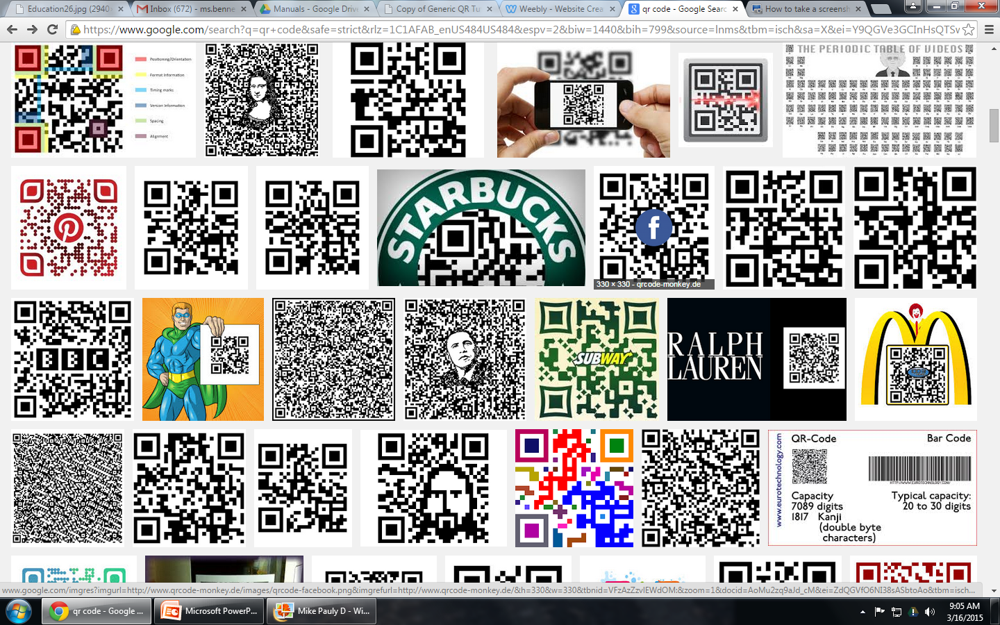 Education26.jpg (2940
Inbox (672) - ms.benne
Manuals - Google Drive
Copy of Generic QR Tu
Weebly - Website Crea
qr code - Google Searc
How to take a screensh
https://www.google.com/search?q=qr+code&safe=strict&rlz=1C1AFAB_enUS484US484&espv=2&biw=1440&bih=799&source=lnms&tbm=isch&sa=X&ei=Y9QGVe3GCInHsQTSw
Positioning/Orientation
Format Information
Timing marks
Version Information
Spacing
Alignment
THE PERIODIC TABLE OF VIDEOS
STARBUCKS
f
330 × 330 - qrcode-monkey.de
BBC
SUBWAY
RALPH
LAUREN
www.eurotechnology.com
QR-Code
Bar Code
HTTP://WWW.EUROTECHNOLOGY.COM/
Capacity
7089 digits
1817 Kanji
(double byte
characters)
Typical capacity:
20 to 30 digits
www.google.com/imgres?imgurl=http://www.qrcode-monkey.de/images/qrcode-facebook.png&imgrefurl=http://www.qrcode-monkey.de/&h=330&w=330&tbnid=VFzAzZzvIEWdOM:&zoom=1&docid=AoMu2zq9aJd_cM&ei=ZdQGVfO6NI38sASbtoAo&tbm=isch...
qr code - Google ...
Microsoft PowerP...
Mike Pauly D - Wi...
9:05 AM
3/16/2015